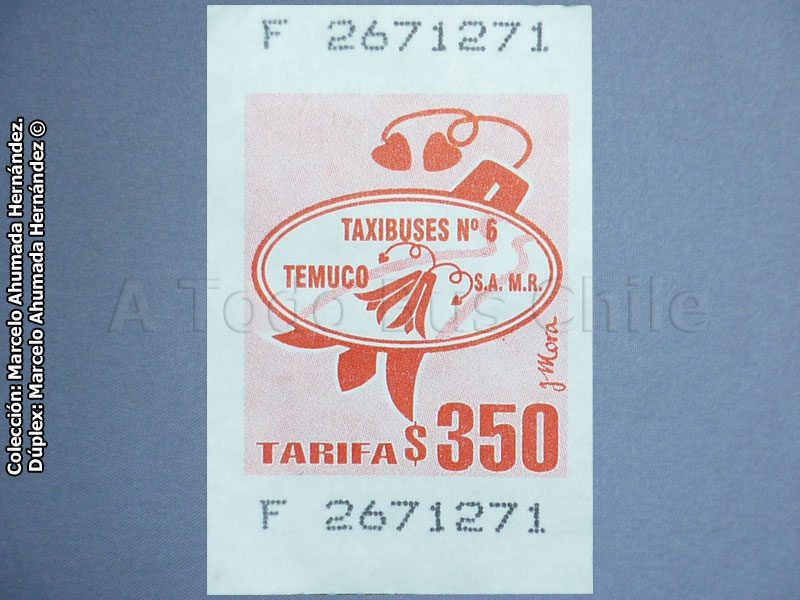 F 2671271
TAXIBUSES Nº 6
TEMUCO
S.A. M.R.
J Mora
TARIFA $ 350
F 2671271
A Todo Bus Chile
Colección: Marcelo Ahumada Hernández.
Dúplex: Marcelo Ahumada Hernández ©